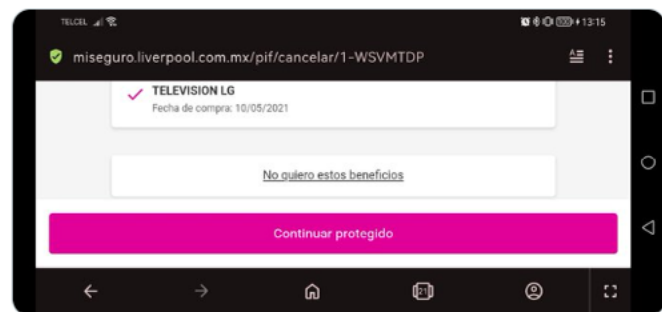 TELCEL 13:15
miseguro.liverpool.com.mx/pif/cancelar/1-WSVMTDP
TELEVISION LG
Fecha de compra: 10/05/2021
No quiero estos beneficios
Continuar protegido
21